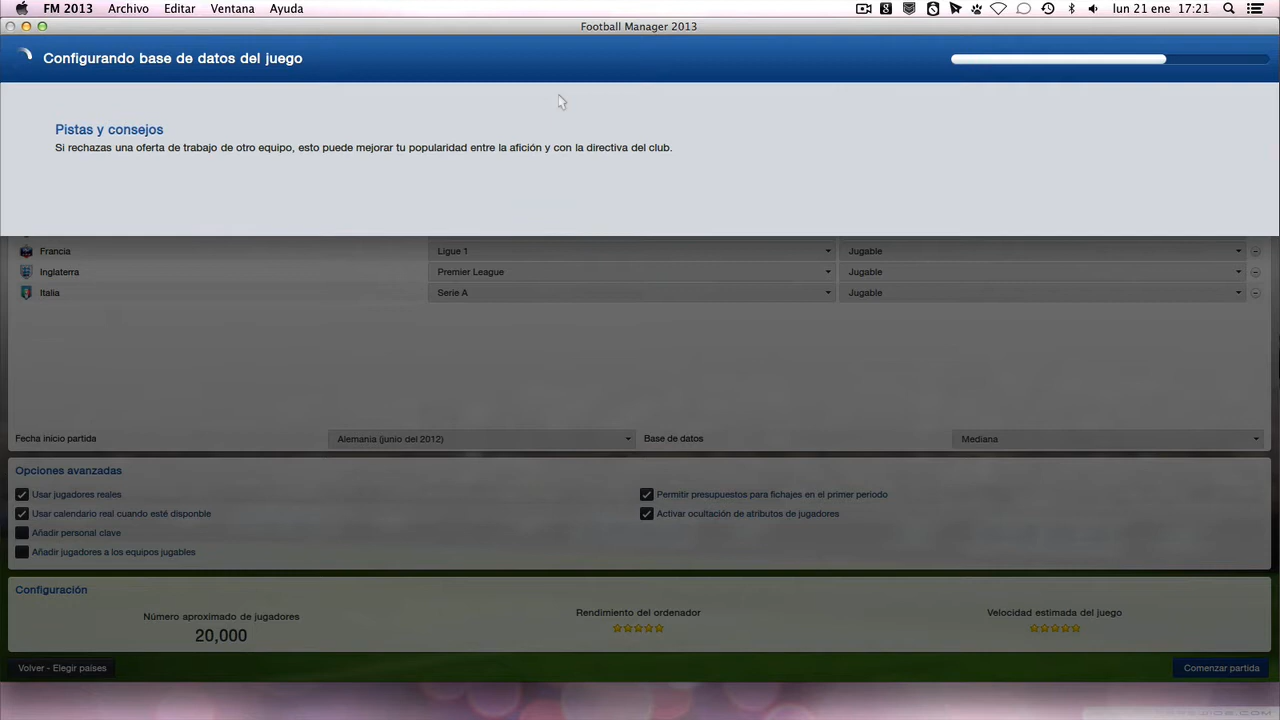 FM 2013 Archivo Editar Ventana Ayuda lun 21 ene 17:21
Football Manager 2013
Configurando base de datos del juego
Pistas y consejos
Si rechazas una oferta de trabajo de otro equipo, esto puede mejorar tu popularidad entre la afición y con la directiva del club.
Francia Ligue 1 Jugable
Inglaterra Premier League Jugable
Italia Serie A Jugable
Fecha inicio partida Alemania (junio del 2012) Base de datos Mediana
Opciones avanzadas
Usar jugadores reales Permitir presupuestos para fichajes en el primer periodo
Usar calendario real cuando esté disponble Activar ocultación de atributos de jugadores
Añadir personal clave
Añadir jugadores a los equipos jugables
Configuración
Número aproximado de jugadores Rendimiento del ordenador Velocidad estimada del juego
20,000
Volver - Elegir países Comenzar partida